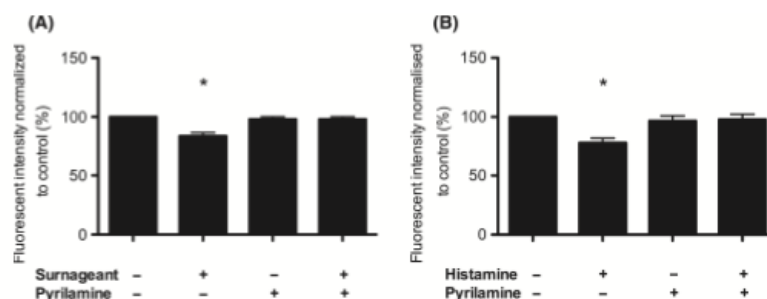 (A)
Fluorescent intensity normalized
to control (%)
150
100
50
0
*
Surnageant – + – +
Pyrilamine – – + +
(B)
Fluorescent intensity normalised
to control (%)
150
100
50
0
*
Histamine – + – +
Pyrilamine – – + +